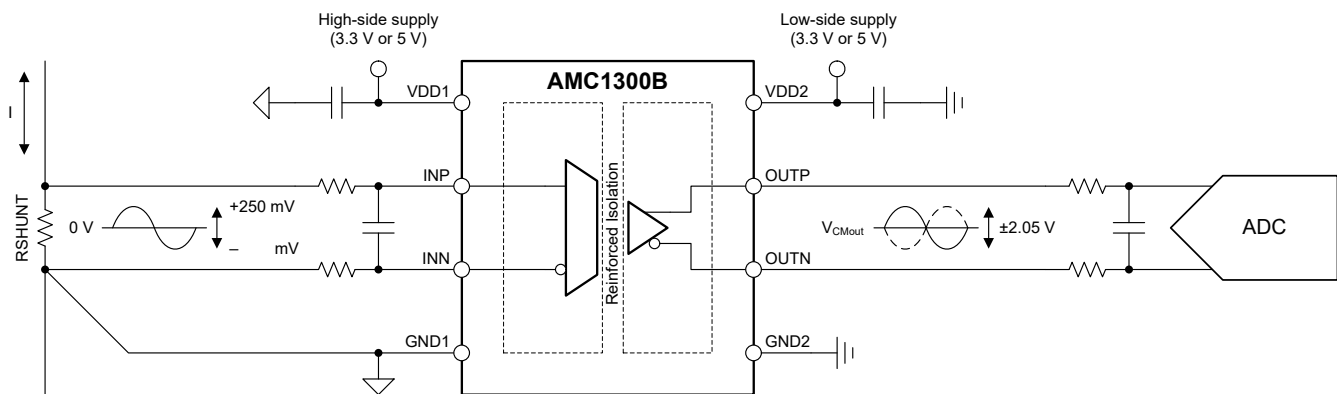 High-side supply
(3.3 V or 5 V)
Low-side supply
(3.3 V or 5 V)
AMC1300B
VDD1
VDD2
I
INP
OUTP
RSHUNT
0 V
+250 mV
– mV
Reinforced Isolation
VCMout
±2.05 V
ADC
INN
OUTN
GND1
GND2